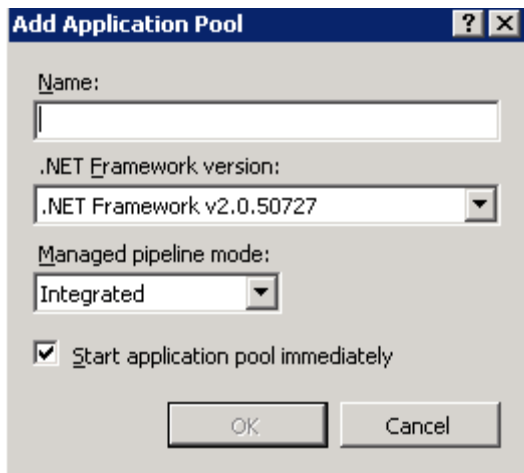 Add Application Pool
Name:
.NET Framework version:
.NET Framework v2.0.50727
Managed pipeline mode:
Integrated
Start application pool immediately
OK
Cancel